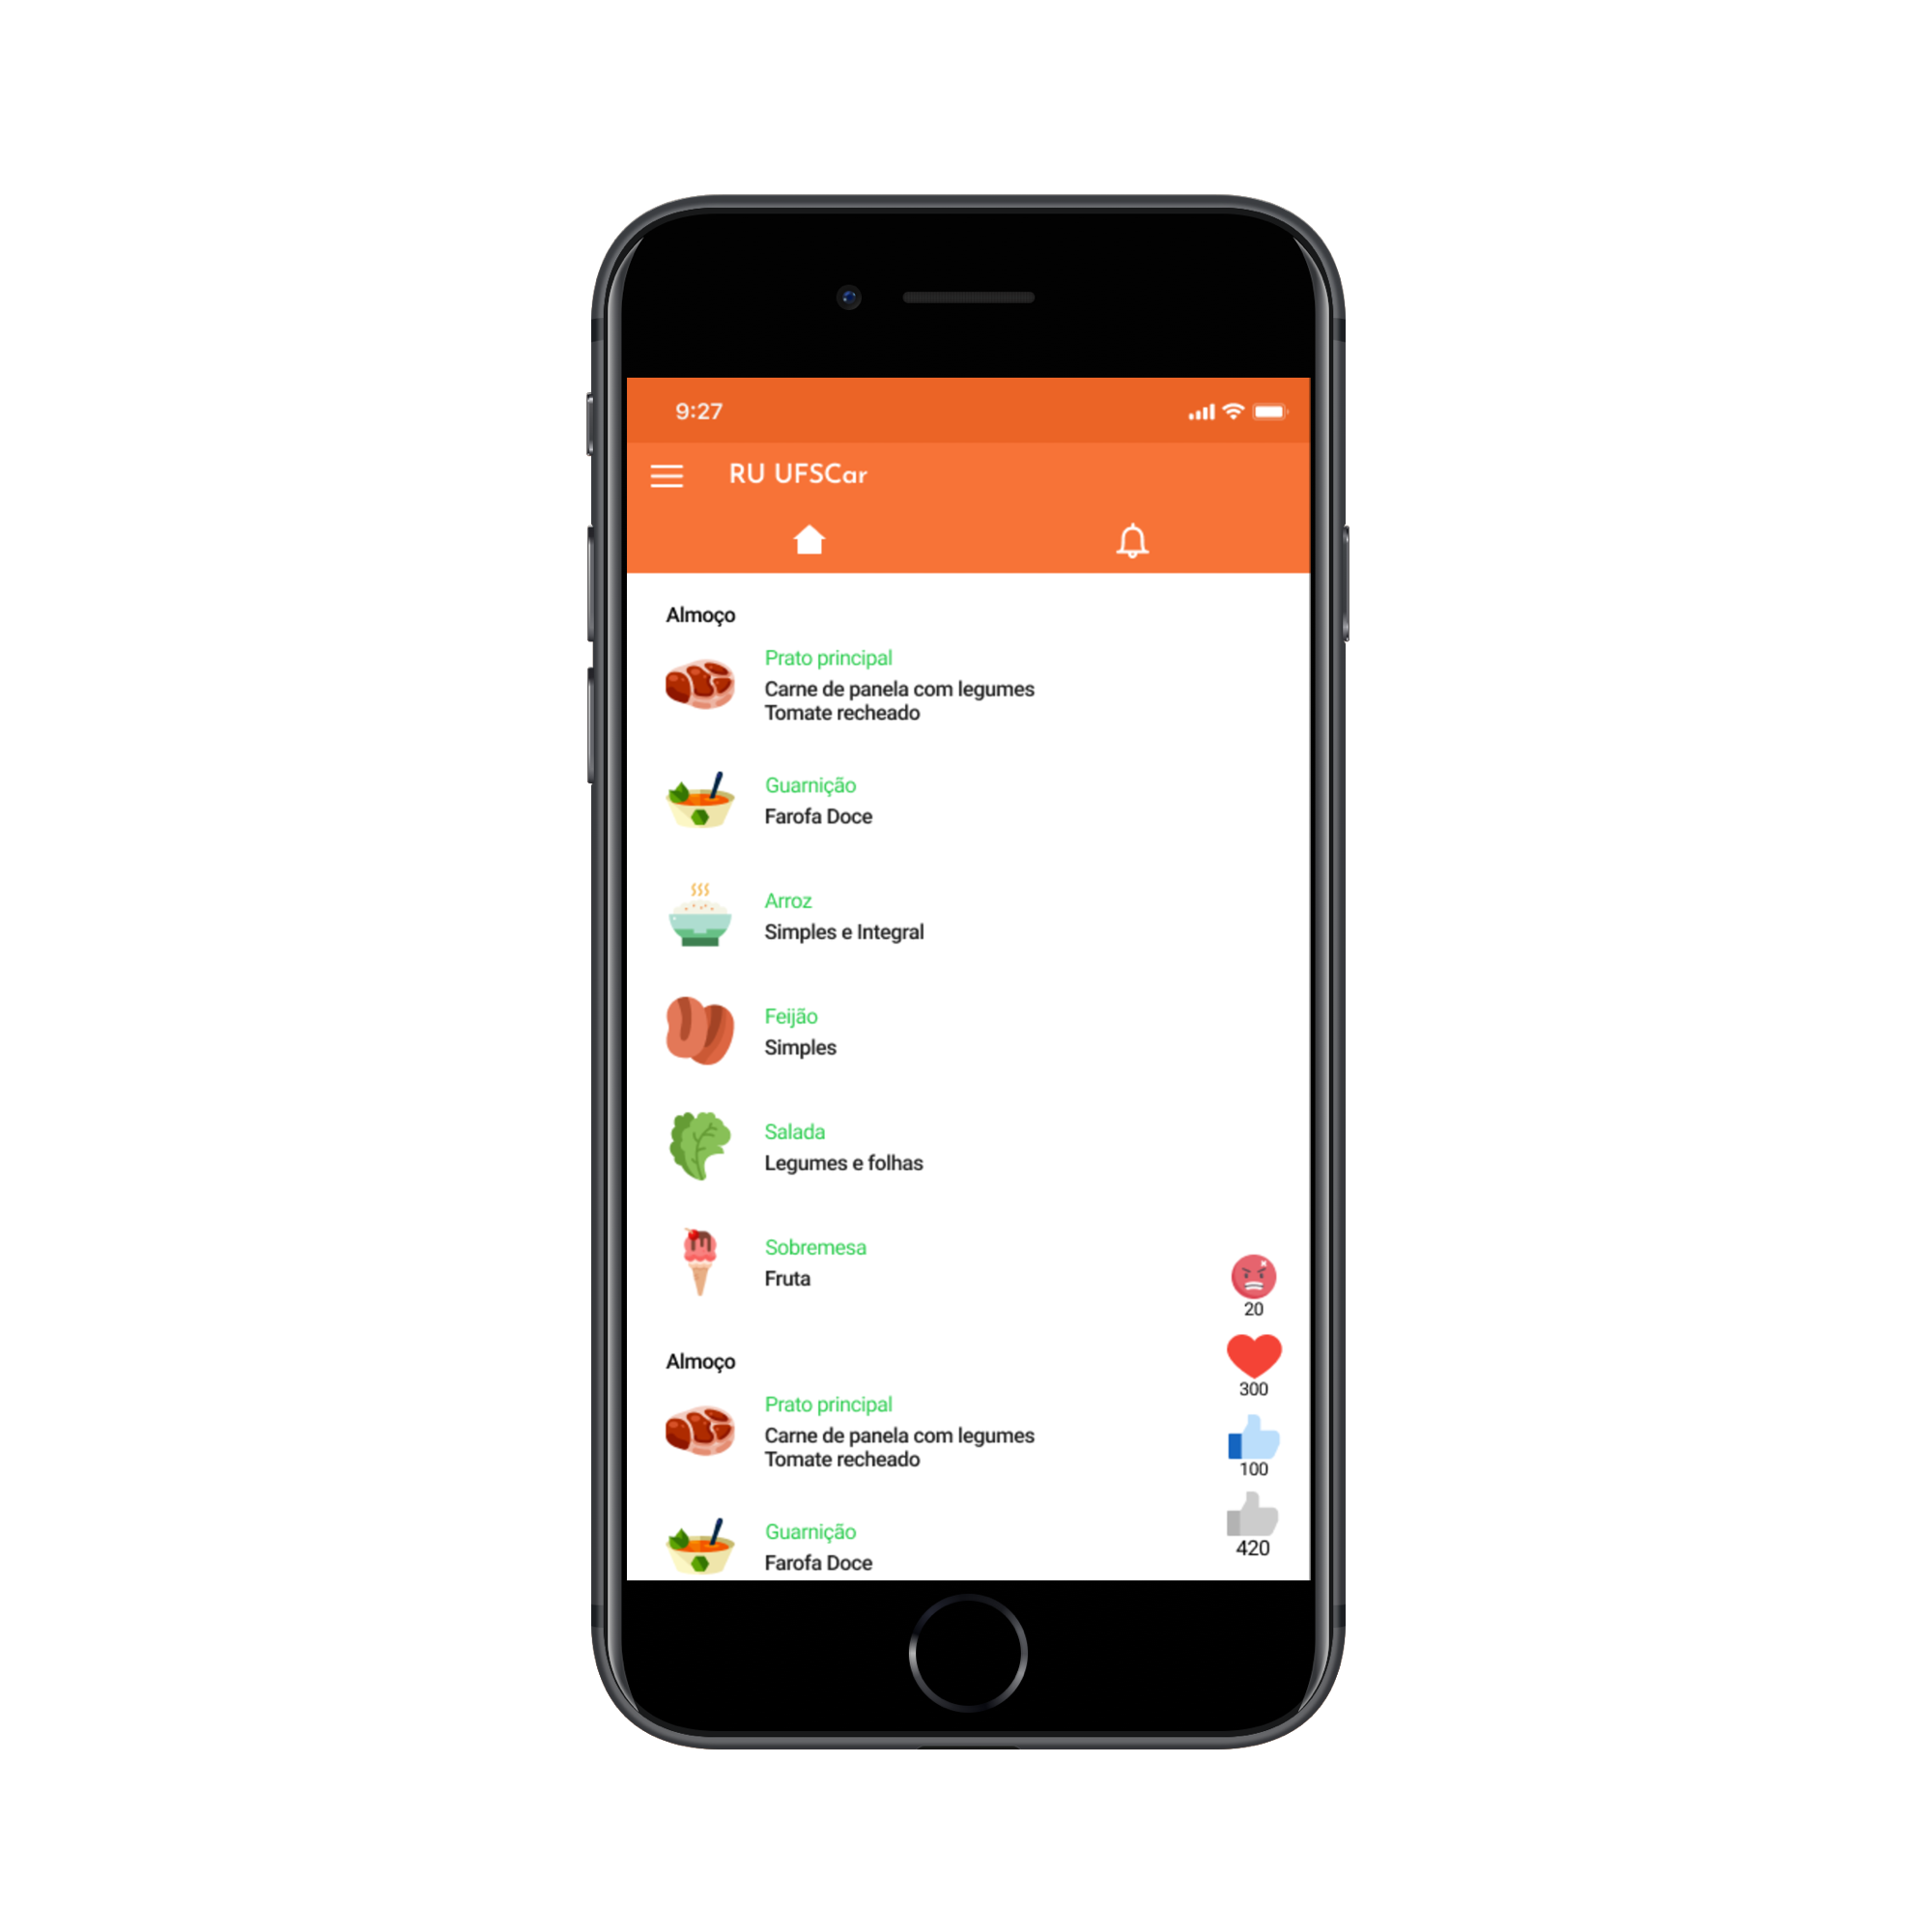 9:27
RU UFSCar
Almoço
Prato principal
Carne de panela com legumes
Tomate recheado
Guarnição
Farofa Doce
Arroz
Simples e Integral
Feijão
Simples
Salada
Legumes e folhas
Sobremesa
Fruta
20
300
Almoço
Prato principal
Carne de panela com legumes
Tomate recheado
100
Guarnição
Farofa Doce
420